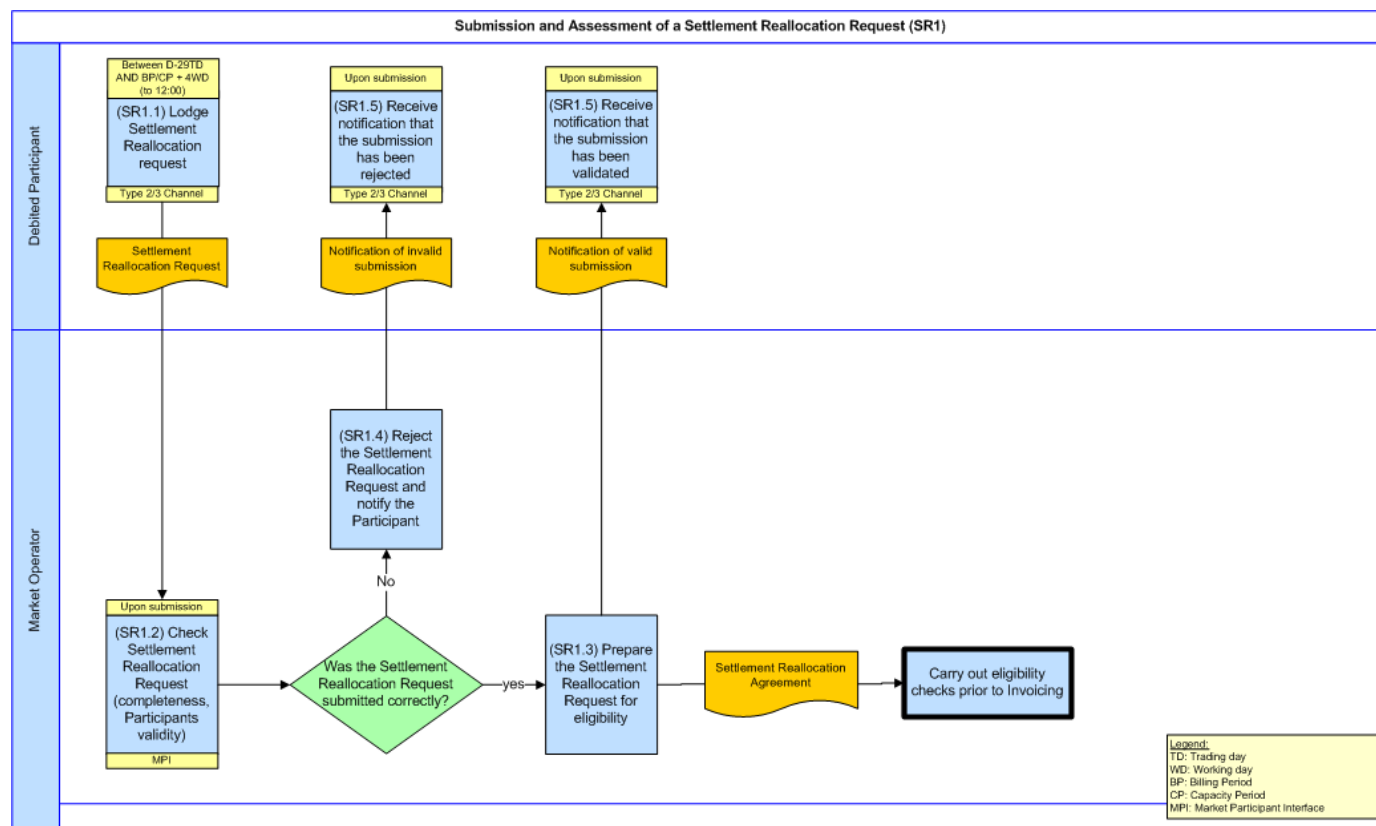 Submission and Assessment of a Settlement Reallocation Request (SR1)
Debited Participant
Between D-29TD
AND BP/CP + 4WD
(to 12:00)
(SR1.1) Lodge
Settlement
Reallocation
request
Type 2/3 Channel
Upon submission
(SR1.5) Receive
notification that
the submission
has been
rejected
Type 2/3 Channel
Upon submission
(SR1.5) Receive
notification that
the submission
has been
validated
Type 2/3 Channel
Settlement
Reallocation Request
Notification of invalid
submission
Notification of valid
submission
Market Operator
(SR1.4) Reject
the Settlement
Reallocation
Request and
notify the
Participant
No
Upon submission
(SR1.2) Check
Settlement
Reallocation
Request
(completeness,
Participants
validity)
MPI
Was the Settlement
Reallocation Request
submitted correctly?
yes
(SR1.3) Prepare
the Settlement
Reallocation
Request for
eligibility
Settlement Reallocation
Agreement
Carry out eligibility
checks prior to Invoicing
Legend:
TD: Trading day
WD: Working day
BP: Billing Period
CP: Capacity Period
MPI: Market Participant Interface